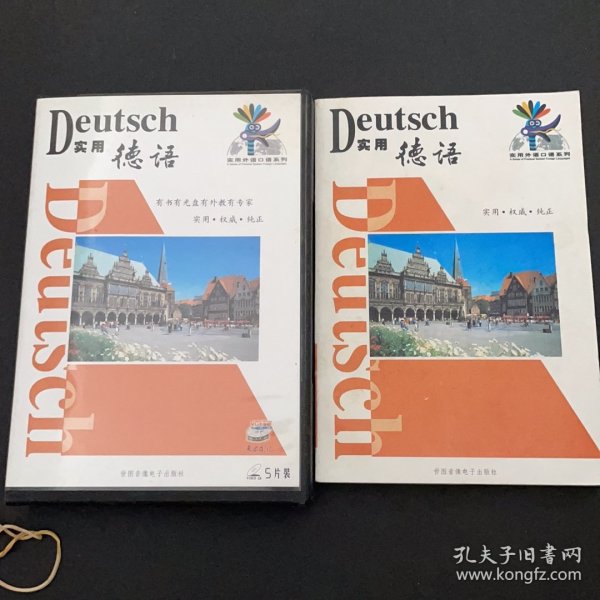 Deutsch
实用
德语
实用外语口语系列
Deutsch
有书有光盘有外教有专家
实用·权威·纯正
5片装
世图音像电子出版社
Deutsch
实用
德语
实用外语口语系列
Deutsch
实用·权威·纯正
世图音像电子出版社
孔夫子旧书网
www.kongfz.com